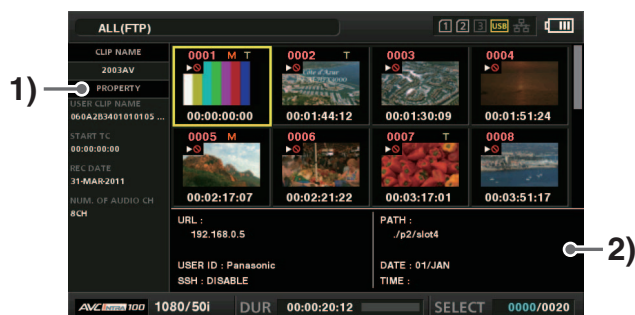 ALL(FTP)
1 2 3 USB
CLIP NAME
2003AV
PROPERTY
USER CLIP NAME
060A2B3401010105 ...
START TC
00:00:00:00
REC DATE
31-MAR-2011
NUM. OF AUDIO CH
8CH
1)
0001 M T
00:00:00:00
0002 T
Côte d'Azur
00:01:44:12
0003
00:01:30:09
0004
00:01:51:24
0005 M
00:02:17:07
0006
00:02:21:22
0007 T
00:03:17:01
0008
00:03:51:17
URL :
192.168.0.5
USER ID : Panasonic
SSH : DISABLE
PATH :
./p2/slot4
DATE : 01/JAN
TIME :
2)
AVC INTRA 100 1080/50i DUR 00:00:20:12 SELECT 0000/0020